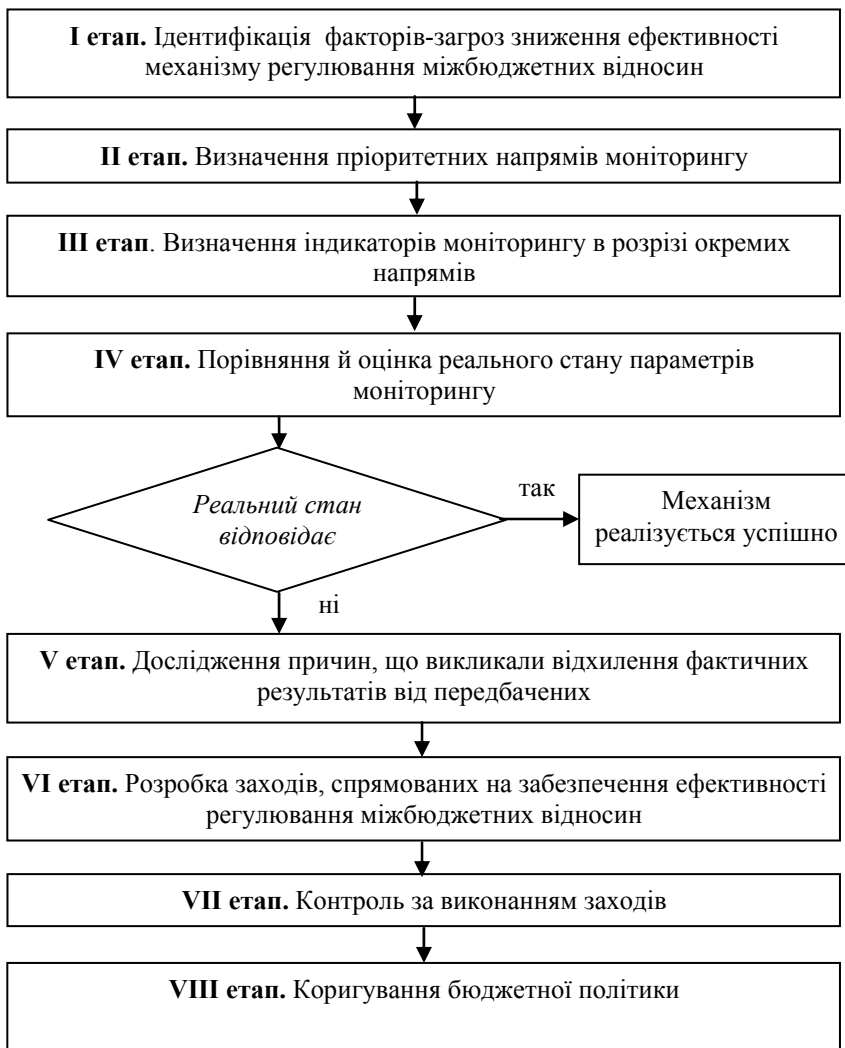 I етап. Ідентифікація факторів-загроз зниження ефективності
механізму регулювання міжбюджетних відносин
II етап. Визначення пріоритетних напрямів моніторингу
III етап. Визначення індикаторів моніторингу в розрізі окремих
напрямів
IV етап. Порівняння й оцінка реального стану параметрів
моніторингу
Реальний стан
відповідає
так
Механізм
реалізується успішно
ні
V етап. Дослідження причин, що викликали відхилення фактичних
результатів від передбачених
VI етап. Розробка заходів, спрямованих на забезпечення ефективності
регулювання міжбюджетних відносин
VII етап. Контроль за виконанням заходів
VIII етап. Коригування бюджетної політики